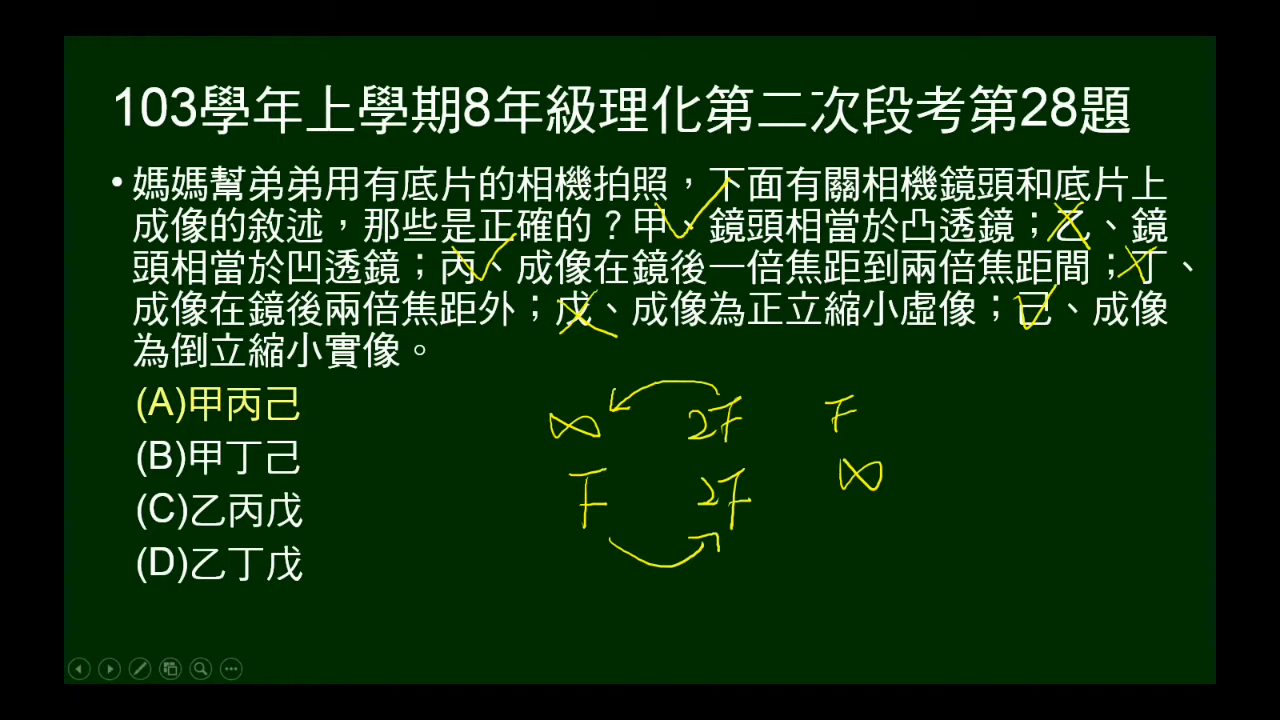 103學年上學期8年級理化第二次段考第28題
• 媽媽幫弟弟用有底片的相機拍照，下面有關相機鏡頭和底片上
成像的敘述，那些是正確的？甲、鏡頭相當於凸透鏡；乙、鏡
頭相當於凹透鏡；丙、成像在鏡後一倍焦距到兩倍焦距間；丁、
成像在鏡後兩倍焦距外；戊、成像為正立縮小虛像；己、成像
為倒立縮小實像。
(A)甲丙己
(B)甲丁己
(C)乙丙戊
(D)乙丁戊
∞ 2F F
F 2F ∞